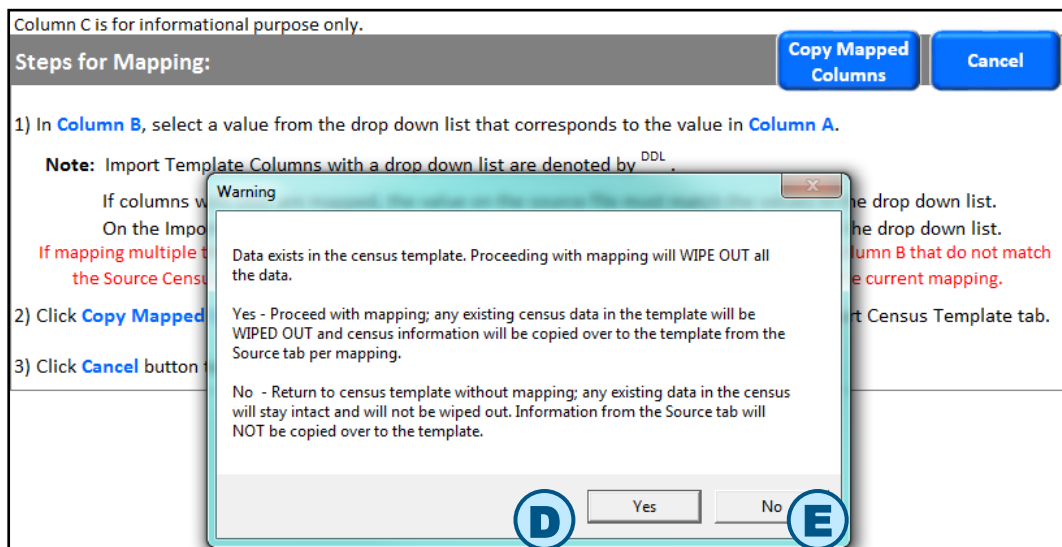 Column C is for informational purpose only.
Steps for Mapping:
Copy Mapped
Columns
Cancel
1) In Column B, select a value from the drop down list that corresponds to the value in Column A.
Note: Import Template Columns with a drop down list are denoted by DDL .
If columns w
he drop down list.
On the Impo
he drop down list.
If mapping multiple t
lumn B that do not match
the Source Censu
e current mapping.
2) Click Copy Mapped
rt Census Template tab.
3) Click Cancel button
Warning
Data exists in the census template. Proceeding with mapping will WIPE OUT all
the data.
Yes - Proceed with mapping; any existing census data in the template will be
WIPED OUT and census information will be copied over to the template from the
Source tab per mapping.
No - Return to census template without mapping; any existing data in the census
will stay intact and will not be wiped out. Information from the Source tab will
NOT be copied over to the template.
D
Yes
No
E